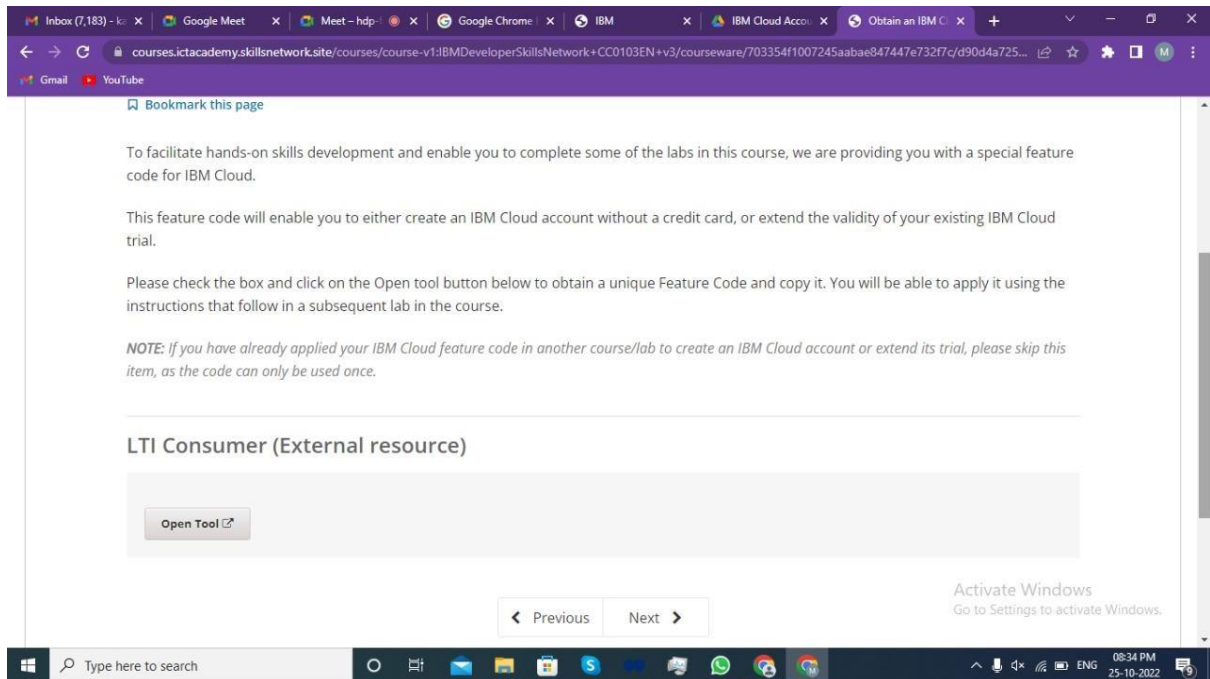 Inbox (7,183) - ka
Google Meet
Meet – hdp-
Google Chrome
IBM
IBM Cloud Accou
Obtain an IBM Cl
courses.ictacademy.skillsnetwork.site/courses/course-v1:IBMDeveloperSkillsNetwork+CC0103EN+v3/courseware/703354f1007245aabae847447e732f7c/d90d4a725...
M
Gmail
YouTube
Bookmark this page
To facilitate hands-on skills development and enable you to complete some of the labs in this course, we are providing you with a special feature
code for IBM Cloud.
This feature code will enable you to either create an IBM Cloud account without a credit card, or extend the validity of your existing IBM Cloud
trial.
Please check the box and click on the Open tool button below to obtain a unique Feature Code and copy it. You will be able to apply it using the
instructions that follow in a subsequent lab in the course.
NOTE: If you have already applied your IBM Cloud feature code in another course/lab to create an IBM Cloud account or extend its trial, please skip this
item, as the code can only be used once.
LTI Consumer (External resource)
Open Tool
Previous
Next
Activate Windows
Go to Settings to activate Windows.
Type here to search
ENG
08:34 PM
25-10-2022
9